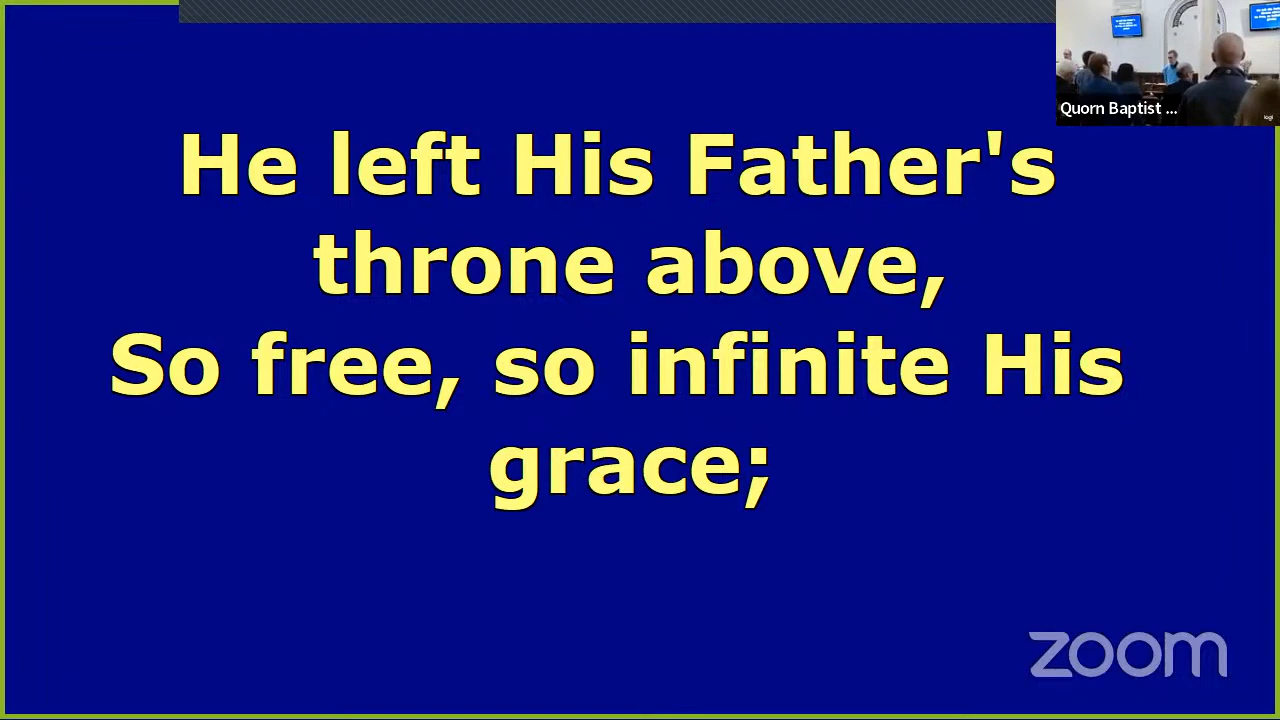 He left His Father's
throne above,
So free, so infinite His
grace;
Quorn Baptist ...
zoom